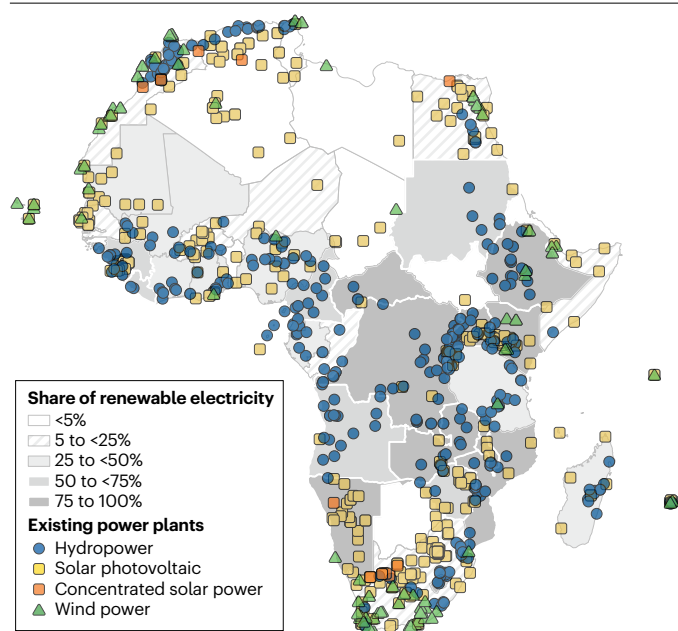 Share of renewable electricity
<5%
5 to <25%
25 to <50%
50 to <75%
75 to 100%
Existing power plants
Hydropower
Solar photovoltaic
Concentrated solar power
Wind power